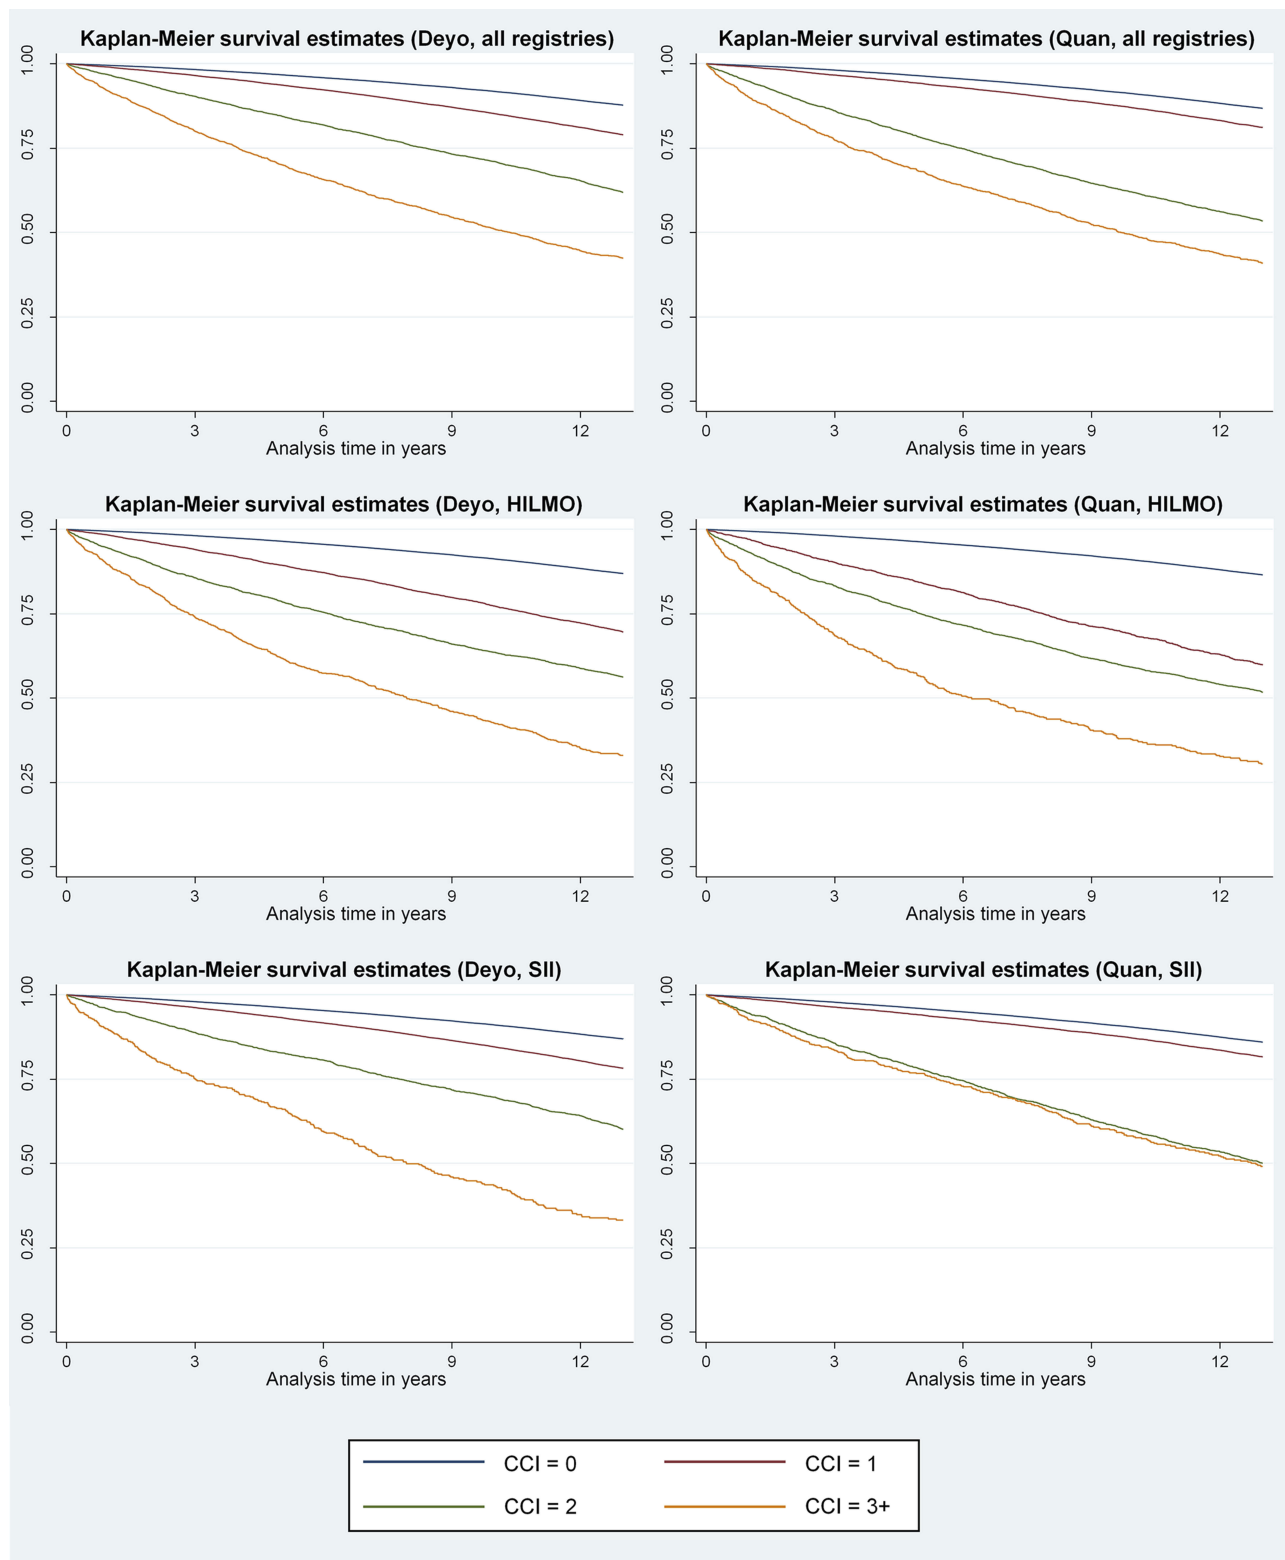 Kaplan-Meier survival estimates (Deyo, all registries)
1.00
0.75
0.50
0.25
0.00
0 3 6 9 12
Analysis time in years
Kaplan-Meier survival estimates (Quan, all registries)
1.00
0.75
0.50
0.25
0.00
0 3 6 9 12
Analysis time in years
Kaplan-Meier survival estimates (Deyo, HILMO)
1.00
0.75
0.50
0.25
0.00
0 3 6 9 12
Analysis time in years
Kaplan-Meier survival estimates (Quan, HILMO)
1.00
0.75
0.50
0.25
0.00
0 3 6 9 12
Analysis time in years
Kaplan-Meier survival estimates (Deyo, SII)
1.00
0.75
0.50
0.25
0.00
0 3 6 9 12
Analysis time in years
Kaplan-Meier survival estimates (Quan, SII)
1.00
0.75
0.50
0.25
0.00
0 3 6 9 12
Analysis time in years
CCI = 0 CCI = 1
CCI = 2 CCI = 3+